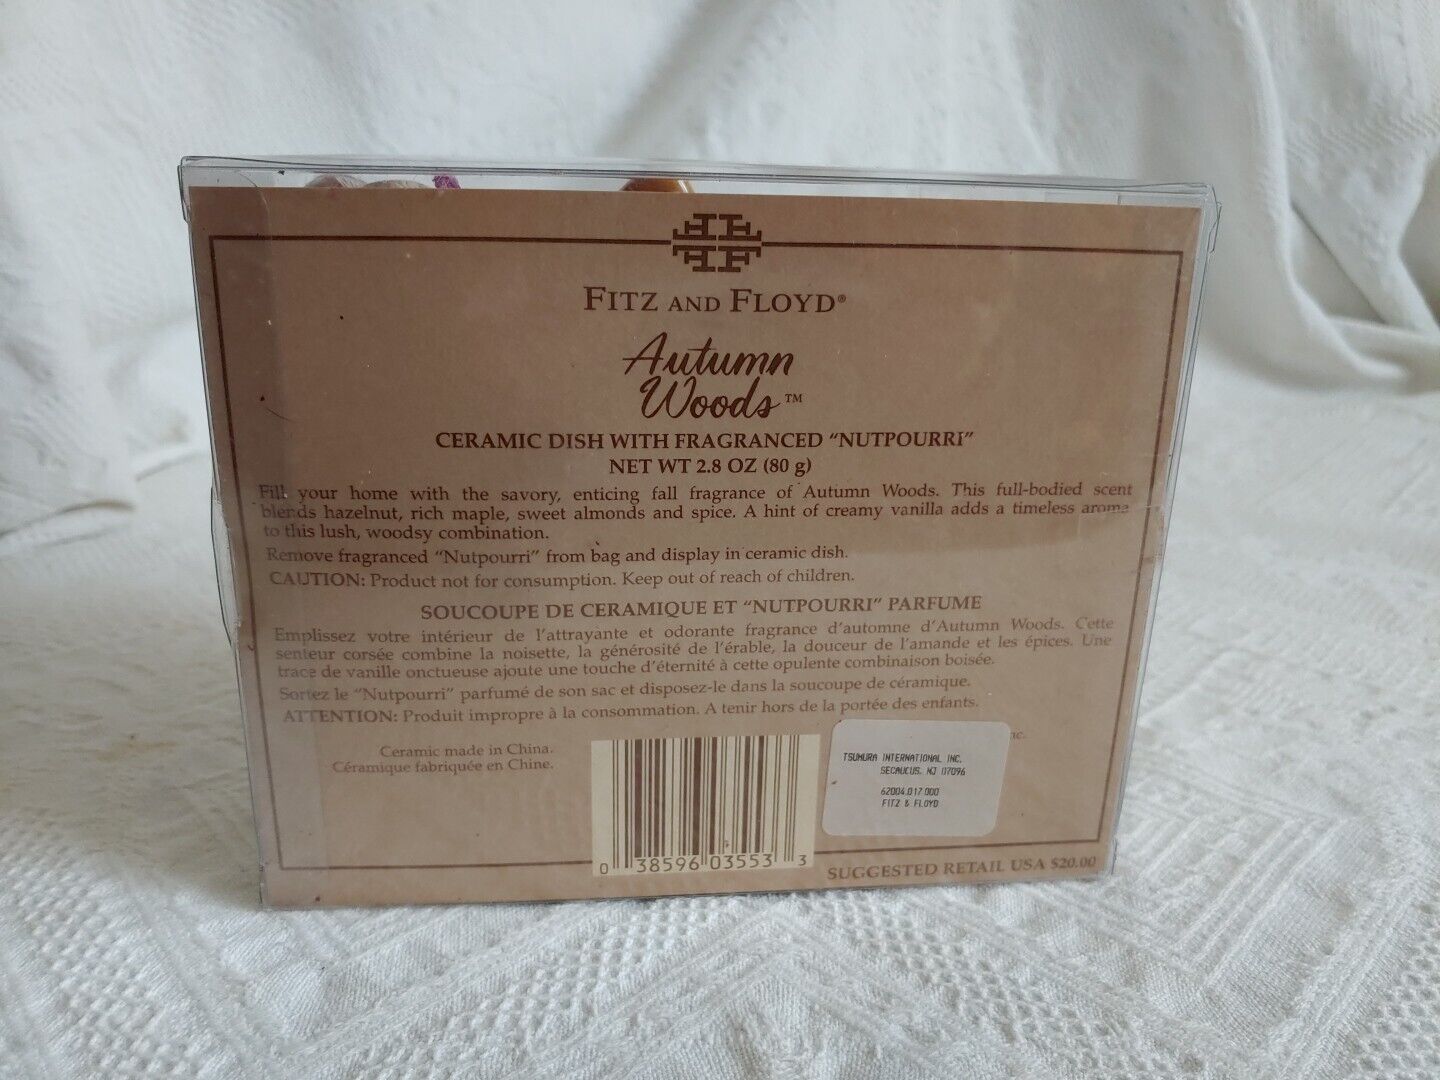 FITZ AND FLOYD®
Autumn
Woods™
CERAMIC DISH WITH FRAGRANCED "NUTPOURRI"
NET WT 2.8 OZ (80 g)
Fill your home with the savory, enticing fall fragrance of Autumn Woods. This full-bodied scent
blends hazelnut, rich maple, sweet almonds and spice. A hint of creamy vanilla adds a timeless aroma
to this lush, woodsy combination.
Remove fragranced "Nutpourri" from bag and display in ceramic dish.
CAUTION: Product not for consumption. Keep out of reach of children.
SOUCOUPE DE CERAMIQUE ET "NUTPOURRI" PARFUME
Emplissez votre intérieur de l'attrayante et odorante fragrance d'automne d'Autumn Woods. Cette
senteur corsée combine la noisette, la générosité de l'érable, la douceur de l'amande et les épices. Une
trace de vanille onctueuse ajoute une touche d'éternité à cette opulente combinaison boisée.
Sortez le "Nutpourri" parfumé de son sac et disposez-le dans la soucoupe de céramique.
ATTENTION: Produit impropre à la consommation. A tenir hors de la portée des enfants.
Ceramic made in China.
Céramique fabriquée en Chine.
0 38596 03553 3
TSUMURA INTERNATIONAL INC.
SECAUCUS, NJ 07096
62004.017.000
FITZ & FLOYD
SUGGESTED RETAIL USA $20.00